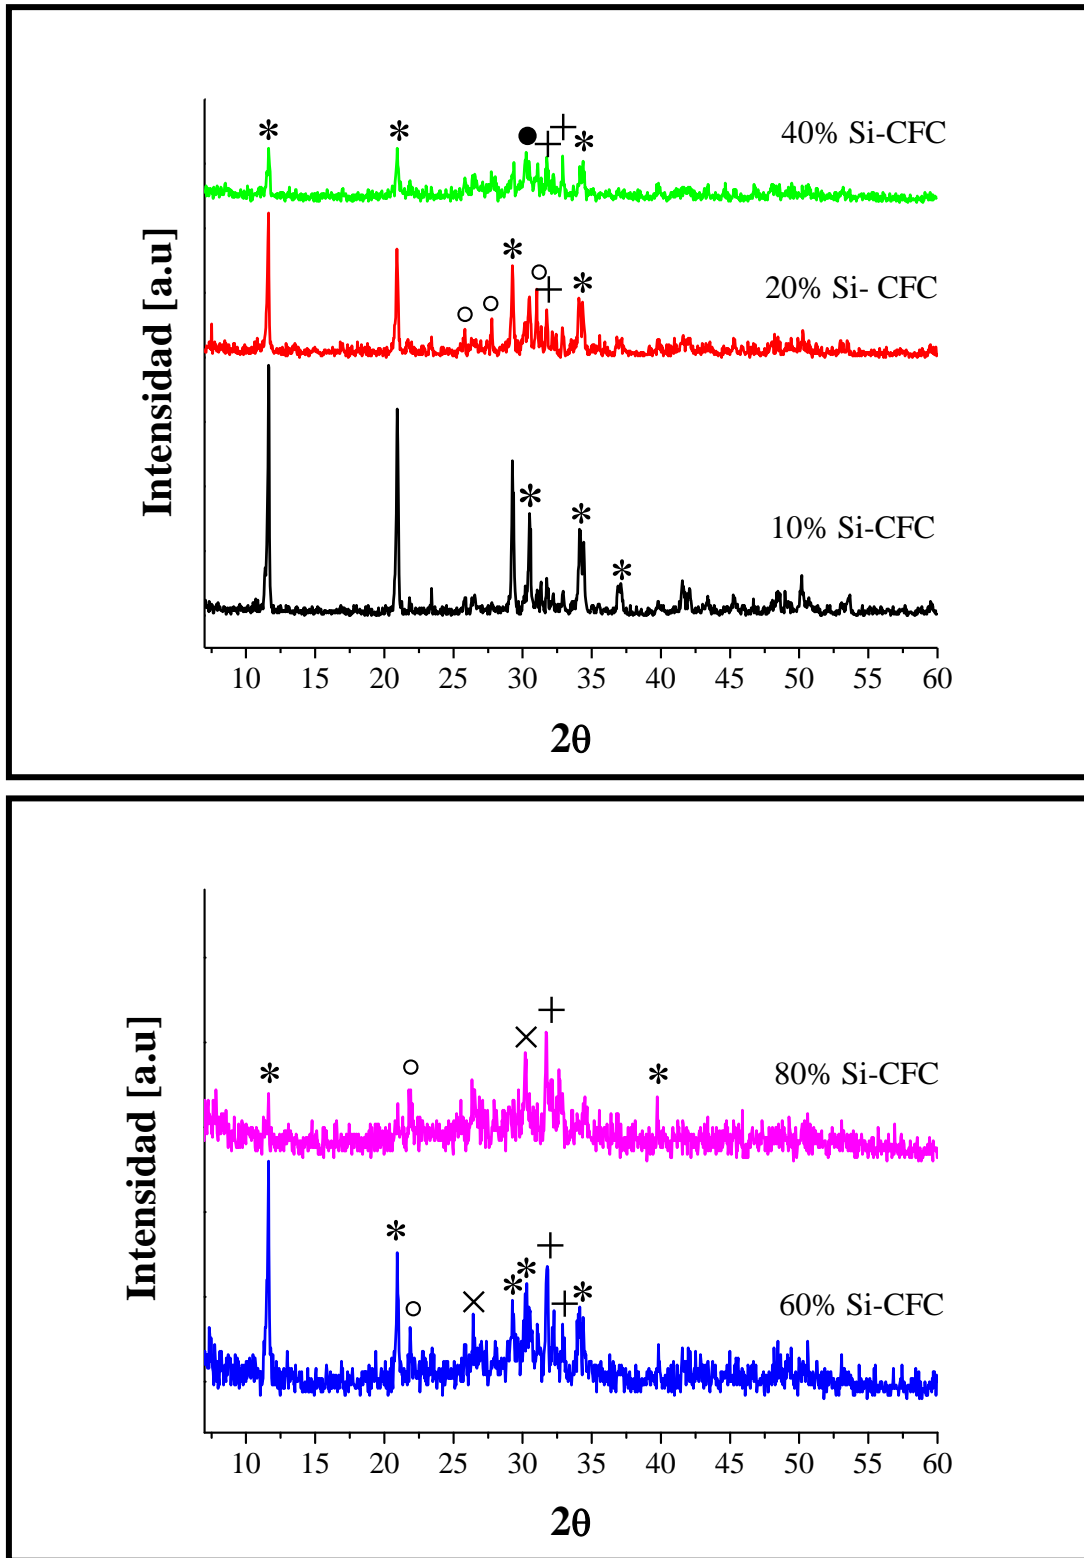 40% Si-CFC
20% Si- CFC
10% Si-CFC
Intensidad [a.u]
10 15 20 25 30 35 40 45 50 55 60
2θ
80% Si-CFC
60% Si-CFC
Intensidad [a.u]
10 15 20 25 30 35 40 45 50 55 60
2θ